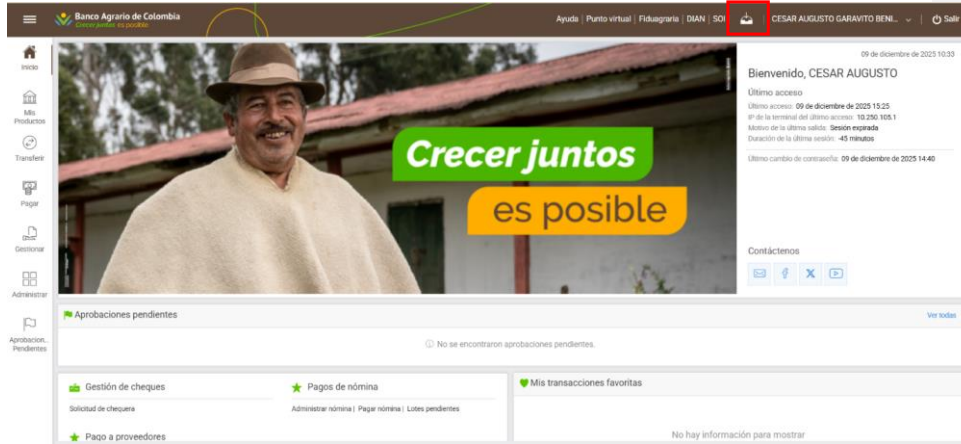 Banco Agrario de Colombia
Crecer juntos es posible
Ayuda | Punto virtual | Fiduagraria | DIAN | SOI
CESAR AUGUSTO GARAVITO BENI...
Salir
Inicio
Mis
Productos
Transferir
Pagar
Gestionar
Administrar
Aprobacion...
Pendientes
Crecer juntos
es posible
09 de diciembre de 2025 10:33
Bienvenido, CESAR AUGUSTO
Último acceso
Último acceso: 09 de diciembre de 2025 15:25
IP de la terminal del último acceso: 10.250.105.1
Motivo de la última salida: Sesión expirada
Duración de la última sesión: -45 minutos
Último cambio de contraseña: 09 de diciembre de 2025 14:40
Contáctenos
Aprobaciones pendientes
Ver todas
No se encontraron aprobaciones pendientes.
Gestión de cheques
Solicitud de chequera
Pagos de nómina
Administrar nómina | Pagar nómina | Lotes pendientes
Pago a proveedores
Mis transacciones favoritas
No hay información para mostrar